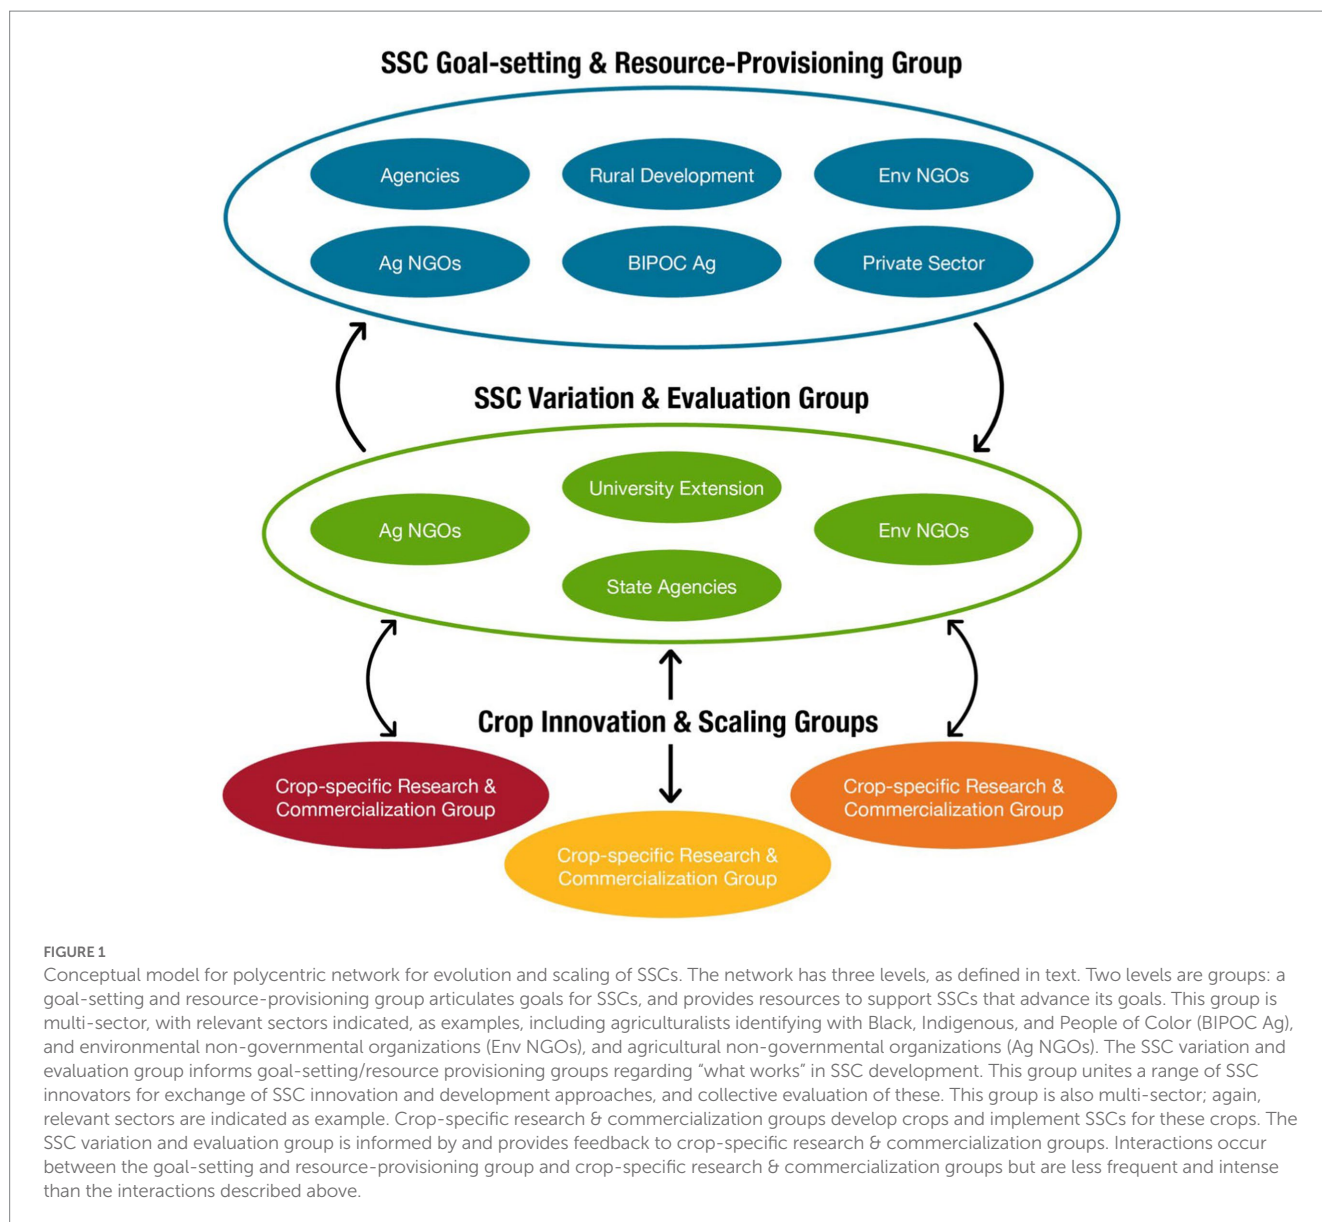 SSC Goal-setting & Resource-Provisioning Group
Agencies
Rural Development
Env NGOs
Ag NGOs
BIPOC Ag
Private Sector
SSC Variation & Evaluation Group
University Extension
Ag NGOs
Env NGOs
State Agencies
Crop Innovation & Scaling Groups
Crop-specific Research &
Commercialization Group
Crop-specific Research &
Commercialization Group
Crop-specific Research &
Commercialization Group
FIGURE 1
Conceptual model for polycentric network for evolution and scaling of SSCs. The network has three levels, as defined in text. Two levels are groups: a
goal-setting and resource-provisioning group articulates goals for SSCs, and provides resources to support SSCs that advance its goals. This group is
multi-sector, with relevant sectors indicated, as examples, including agriculturalists identifying with Black, Indigenous, and People of Color (BIPOC Ag),
and environmental non-governmental organizations (Env NGOs), and agricultural non-governmental organizations (Ag NGOs). The SSC variation and
evaluation group informs goal-setting/resource provisioning groups regarding “what works” in SSC development. This group unites a range of SSC
innovators for exchange of SSC innovation and development approaches, and collective evaluation of these. This group is also multi-sector; again,
relevant sectors are indicated as example. Crop-specific research & commercialization groups develop crops and implement SSCs for these crops. The
SSC variation and evaluation group is informed by and provides feedback to crop-specific research & commercialization groups. Interactions occur
between the goal-setting and resource-provisioning group and crop-specific research & commercialization groups but are less frequent and intense
than the interactions described above.